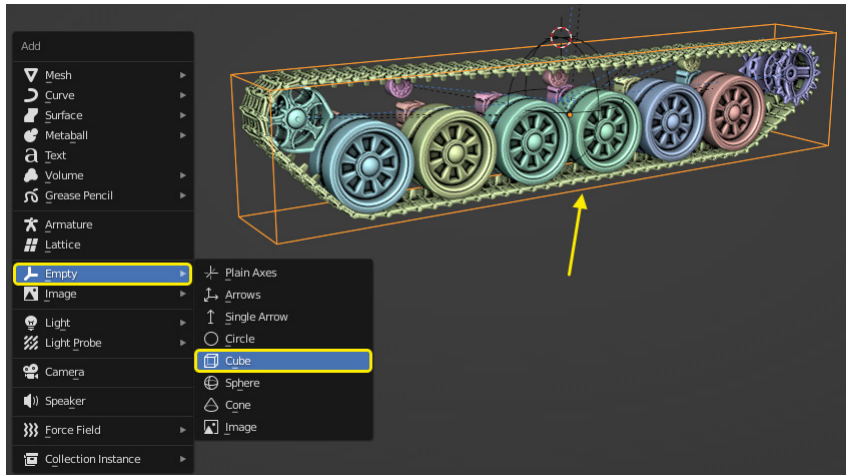 Add
Mesh
Curve
Surface
Metaball
Text
Volume
Grease Pencil
Armature
Lattice
Empty
Image
Light
Light Probe
Camera
Speaker
Force Field
Collection Instance
Plain Axes
Arrows
Single Arrow
Circle
Cube
Sphere
Cone
Image